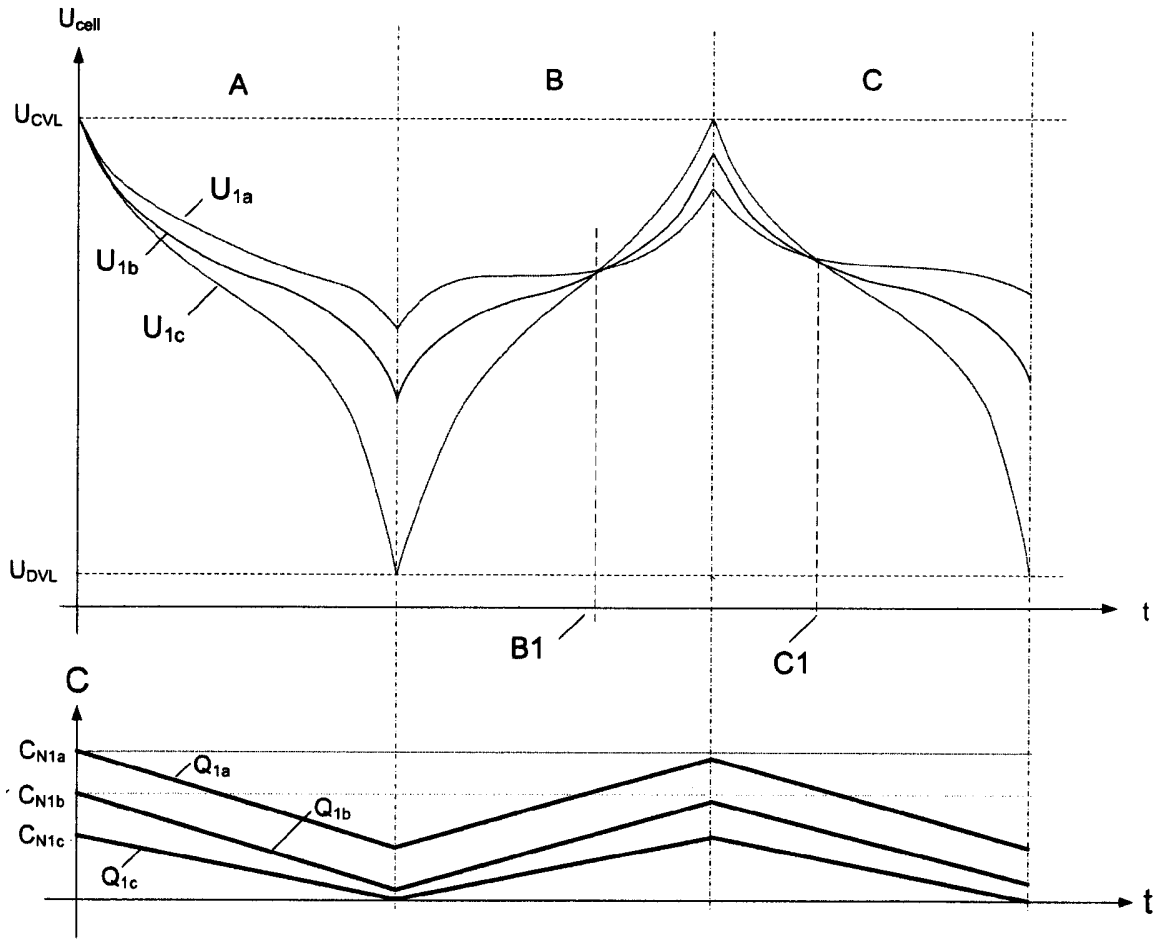 U_cell
A
B
C
U_CVL
U_1a
U_1b
U_1c
U_DVL
t
B1
C1
C
C_N1a
Q_1a
C_N1b
Q_1b
C_N1c
Q_1c
t